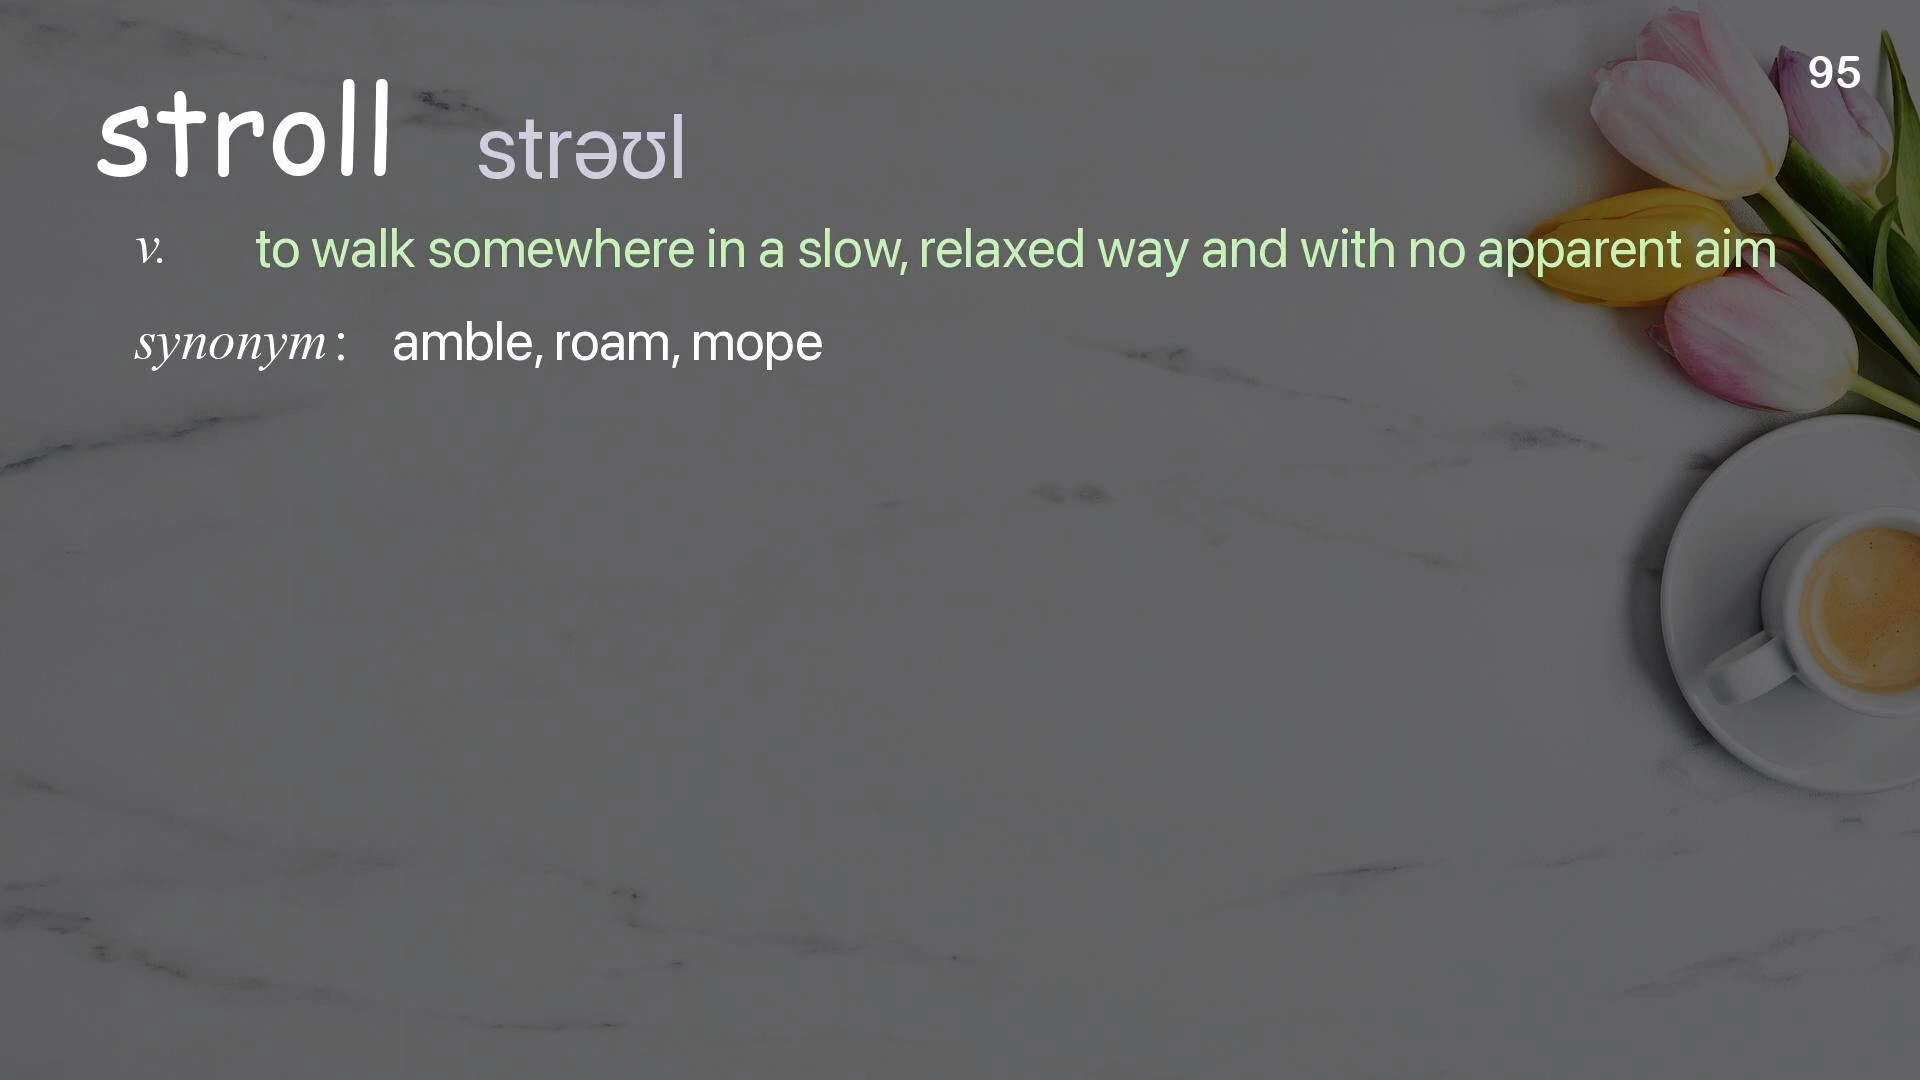 95
stroll strəʊl
v. to walk somewhere in a slow, relaxed way and with no apparent aim
synonym: amble, roam, mope